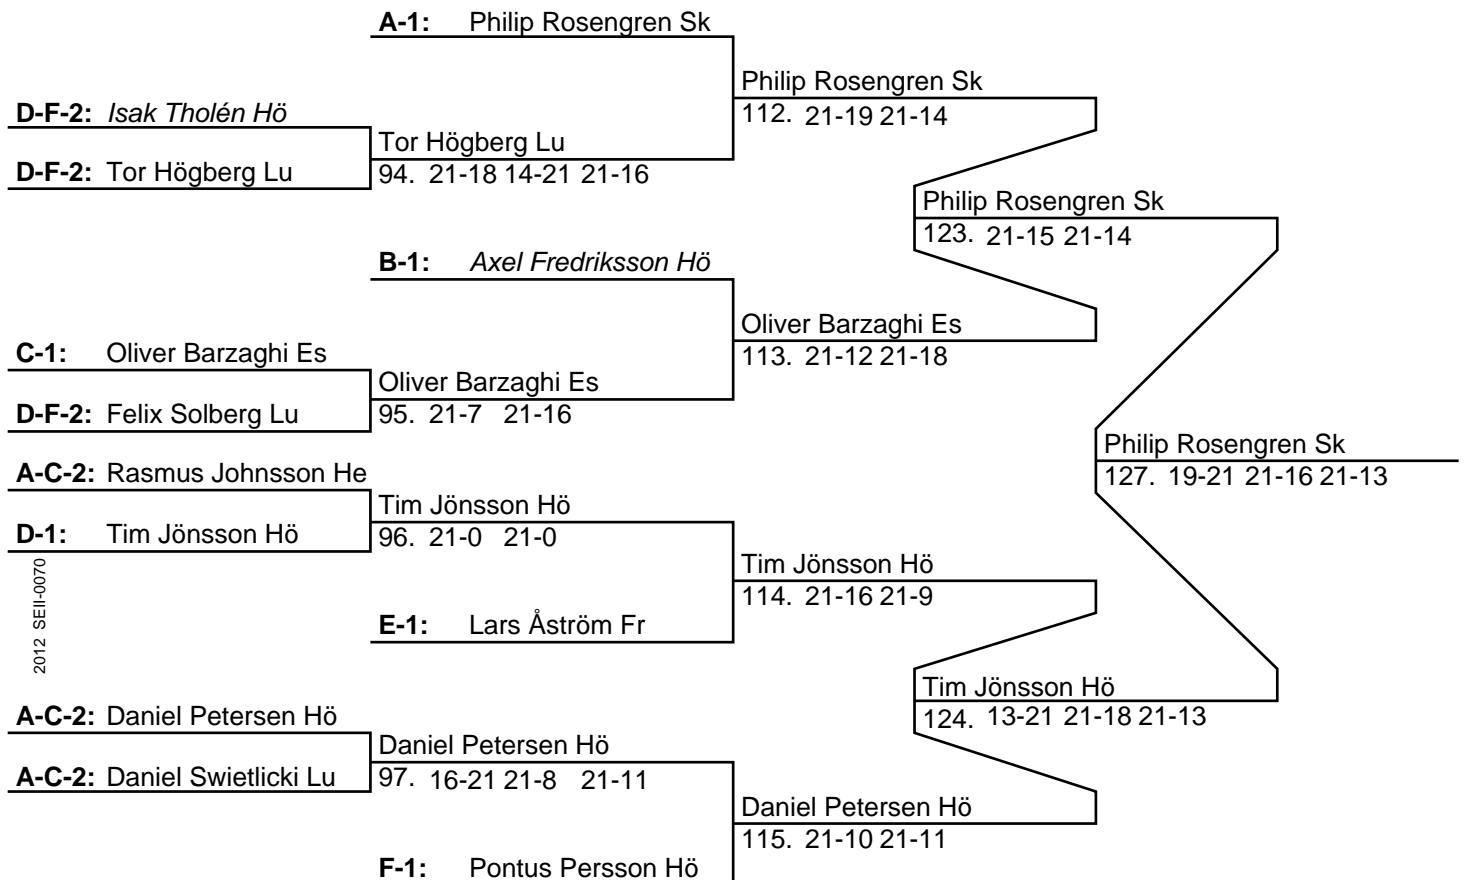 A-1: Philip Rosengren Sk
Philip Rosengren Sk
D-F-2: Isak Tholén Hö
112. 21-19 21-14
Tor Högberg Lu
D-F-2: Tor Högberg Lu
94. 21-18 14-21 21-16
Philip Rosengren Sk
123. 21-15 21-14
B-1: Axel Fredriksson Hö
Oliver Barzaghi Es
C-1: Oliver Barzaghi Es
113. 21-12 21-18
Oliver Barzaghi Es
D-F-2: Felix Solberg Lu
95. 21-7 21-16
Philip Rosengren Sk
A-C-2: Rasmus Johnsson He
127. 19-21 21-16 21-13
Tim Jönsson Hö
D-1: Tim Jönsson Hö
96. 21-0 21-0
Tim Jönsson Hö
114. 21-16 21-9
2012 SEII-0070
E-1: Lars Åström Fr
Tim Jönsson Hö
A-C-2: Daniel Petersen Hö
124. 13-21 21-18 21-13
Daniel Petersen Hö
A-C-2: Daniel Swietlicki Lu
97. 16-21 21-8 21-11
Daniel Petersen Hö
115. 21-10 21-11
F-1: Pontus Persson Hö